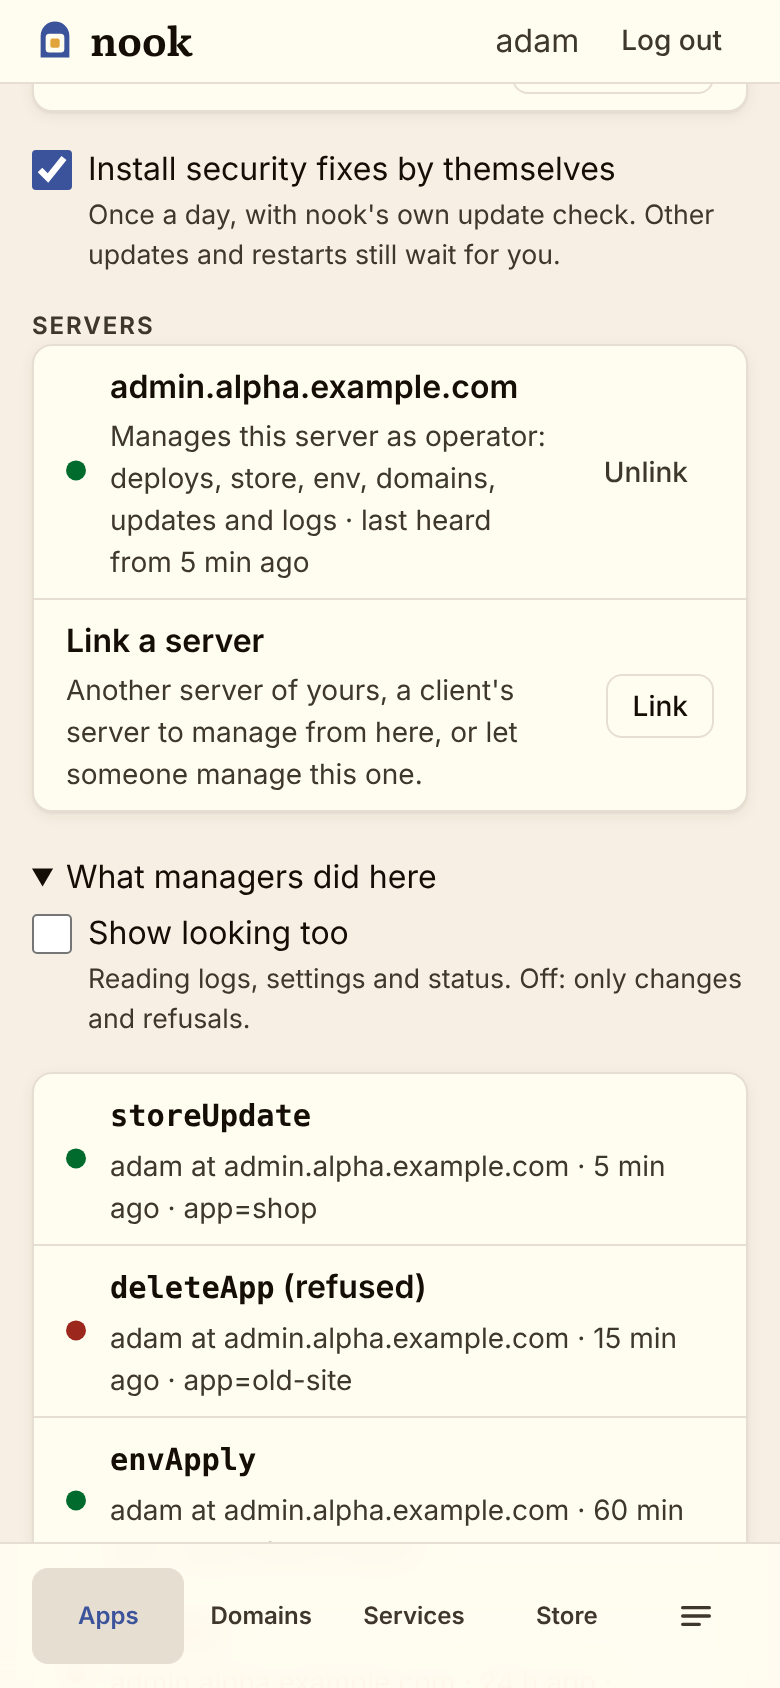 nook
adam
Log out
Install security fixes by themselves
Once a day, with nook's own update check. Other
updates and restarts still wait for you.
SERVERS
admin.alpha.example.com
Manages this server as operator:
deploys, store, env, domains,
updates and logs · last heard
from 5 min ago
Unlink
Link a server
Another server of yours, a client's
server to manage from here, or let
someone manage this one.
Link
What managers did here
Show looking too
Reading logs, settings and status. Off: only changes
and refusals.
storeUpdate
adam at admin.alpha.example.com · 5 min
ago · app=shop
deleteApp (refused)
adam at admin.alpha.example.com · 15 min
ago · app=old-site
envApply
adam at admin.alpha.example.com · 60 min
Apps
Domains
Services
Store